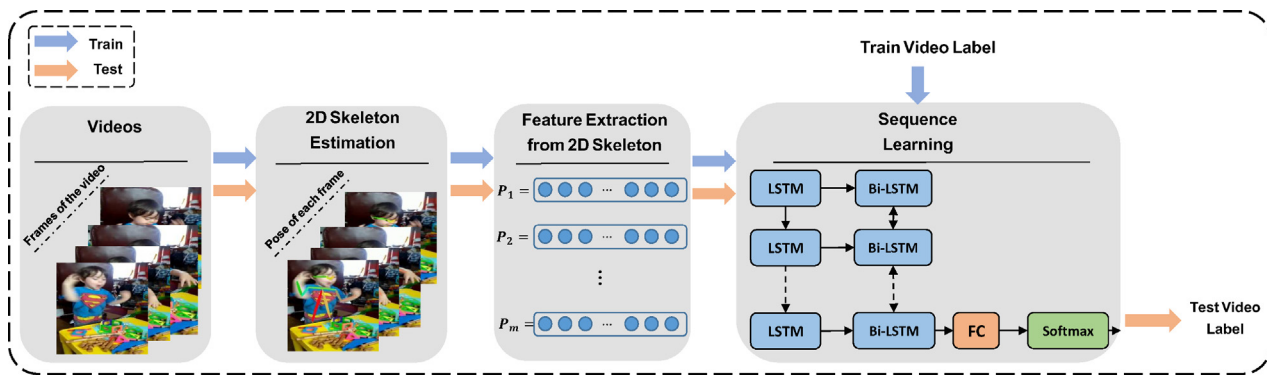 Train
Test
Train Video Label
Videos
2D Skeleton
Estimation
Feature Extraction
from 2D Skeleton
Sequence
Learning
Frames of the video
Pose of each frame
P₁ =
...
P₂ =
...
⋮
Pₘ =
...
LSTM
Bi-LSTM
LSTM
Bi-LSTM
LSTM
Bi-LSTM
FC
Softmax
Test Video
Label